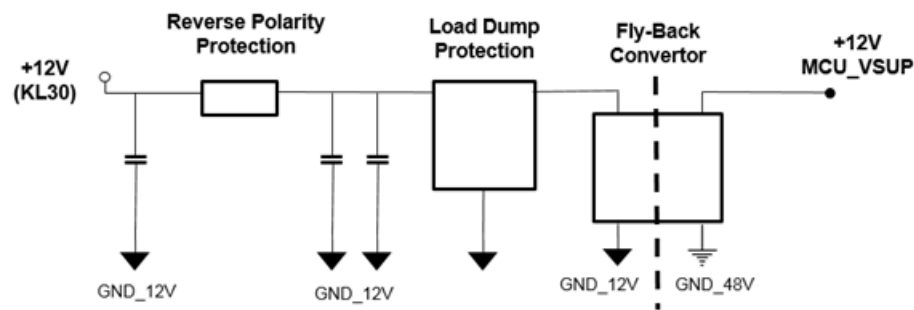 Reverse Polarity
Protection
Load Dump
Protection
Fly-Back
Convertor
+12V
(KL30)
+12V
MCU_VSUP
GND_12V
GND_12V
GND_12V
GND_48V